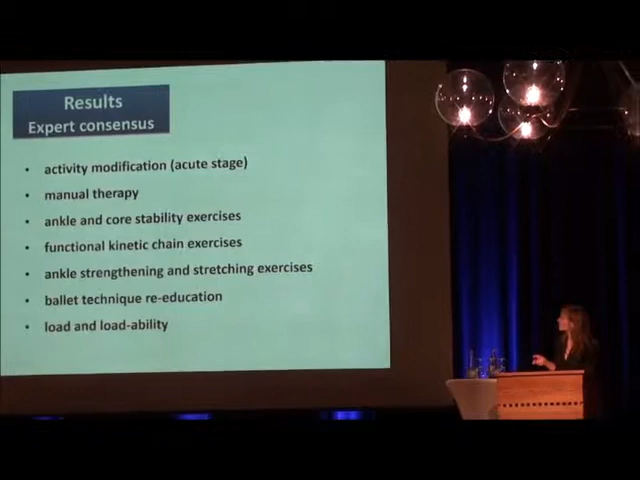 Results
Expert consensus
• activity modification (acute stage)
• manual therapy
• ankle and core stability exercises
• functional kinetic chain exercises
• ankle strengthening and stretching exercises
• ballet technique re-education
• load and load-ability